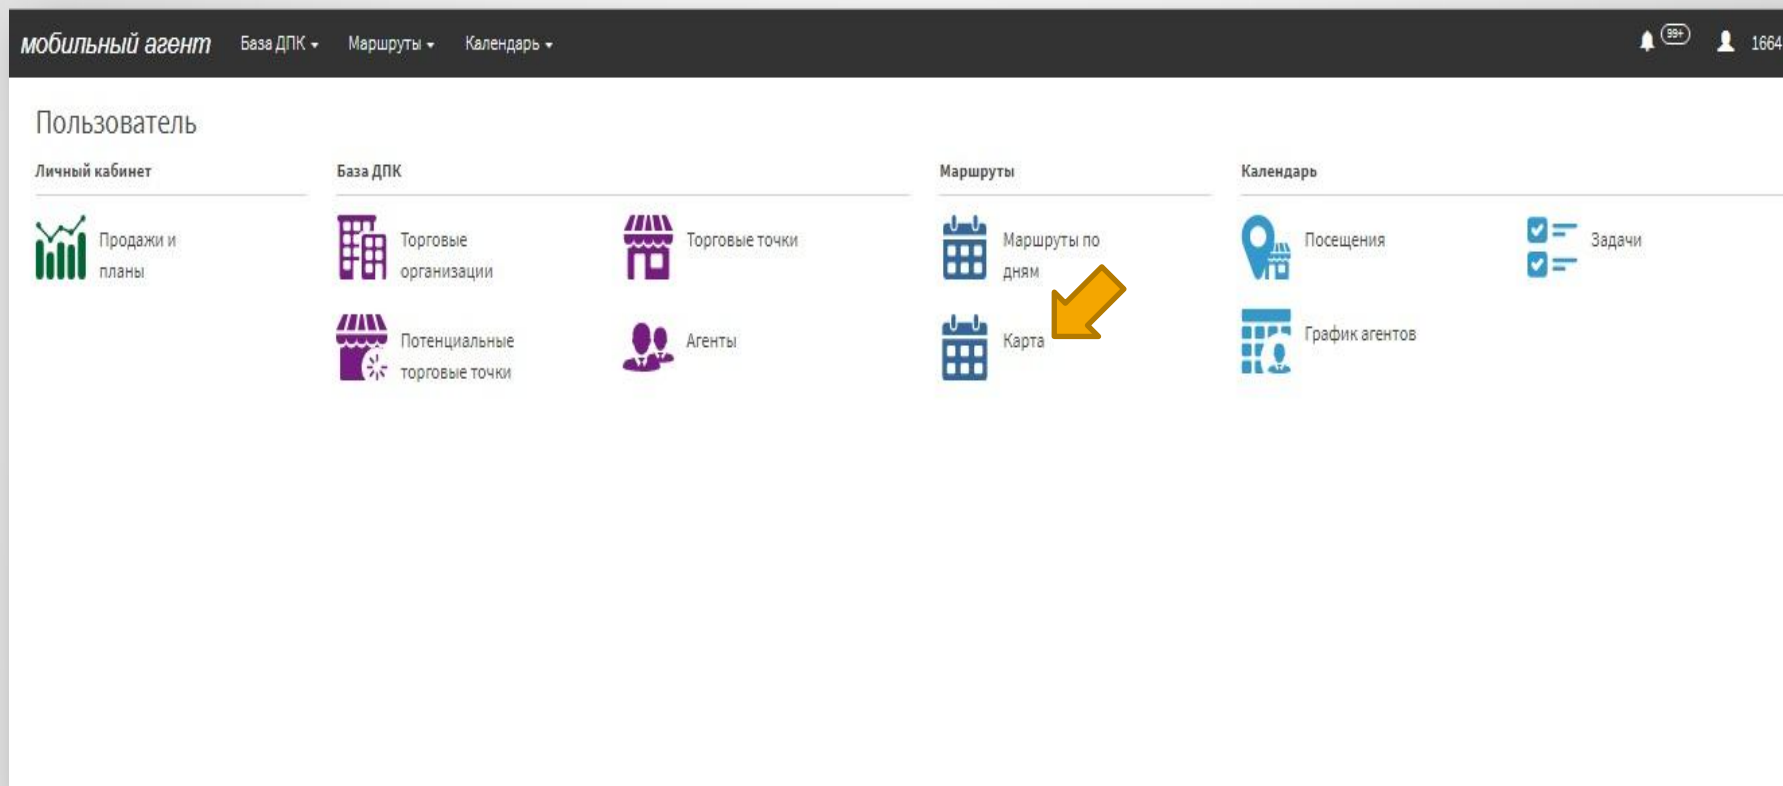 мобильный агент База ДПК Маршруты Календарь 99+ 1664
Пользователь
Личный кабинет
Продажи и
планы
База ДПК
Торговые
организации
Торговые точки
Потенциальные
торговые точки
Агенты
Маршруты
Маршруты по
дням
Карта
Календарь
Посещения
Задачи
График агентов